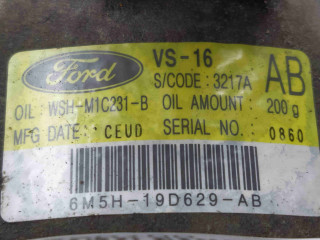 Ford
VS-16
S/CODE: 3217A
AB
OIL: WSH-M1C231-B OIL AMOUNT: 200 g
MFG DATE: CEUD SERIAL NO.: 0860
6M5H-19D629-AB